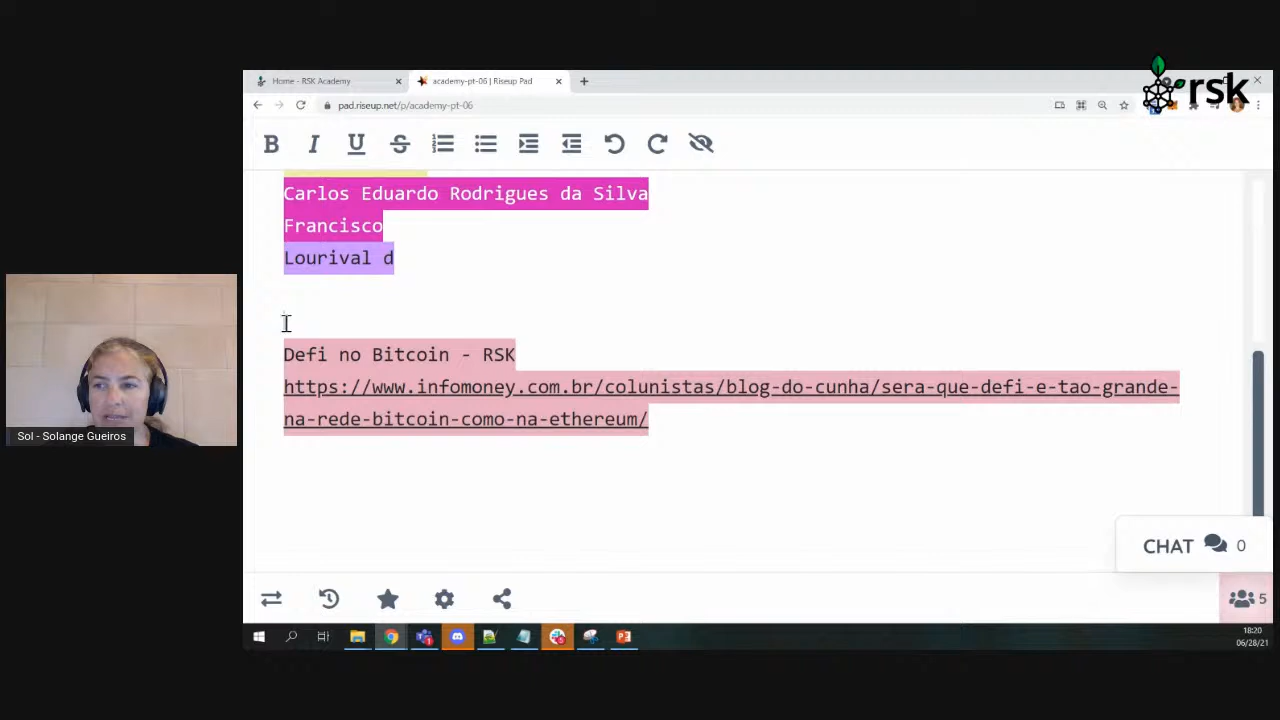 rsk
Home - RSK Academy
academy-pt-06 | Riseup Pad
pad.riseup.net/p/academy-pt-06
Carlos Eduardo Rodrigues da Silva
Francisco
Lourival d
Defi no Bitcoin - RSK
https://www.infomoney.com.br/colunistas/blog-do-cunha/sera-que-defi-e-tao-grande-
na-rede-bitcoin-como-na-ethereum/
Sol - Solange Gueiros
CHAT 0
5
18:20
06/28/21